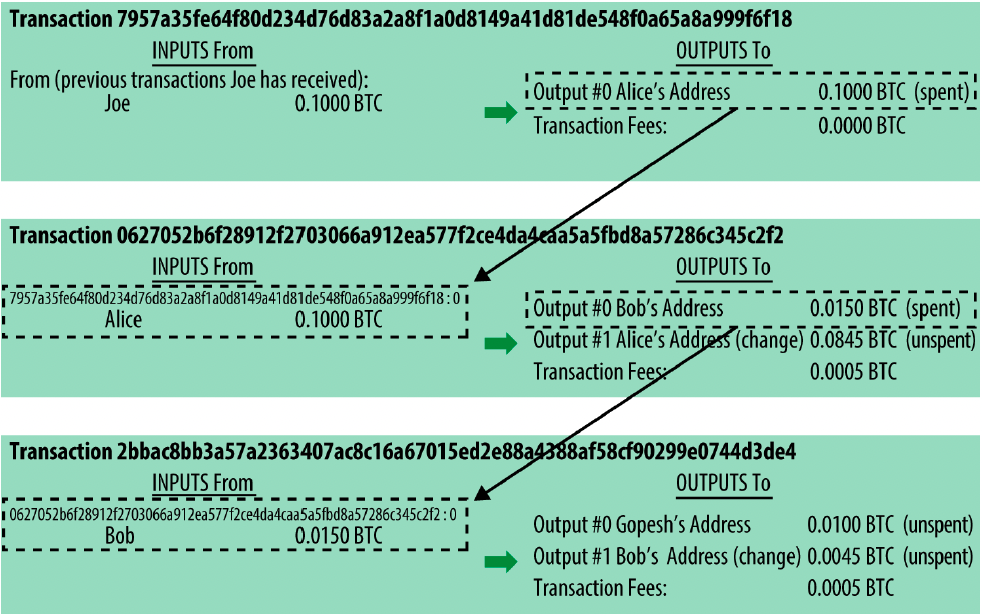 Transaction 7957a35fe64f80d234d76d83a2a8f1a0d8149a41d81de548f0a65a8a999f6f18
INPUTS From
OUTPUTS To
From (previous transactions Joe has received):
Joe 0.1000 BTC
Output #0 Alice's Address 0.1000 BTC (spent)
Transaction Fees: 0.0000 BTC
Transaction 0627052b6f28912f2703066a912ea577f2ce4da4caa5a5fbd8a57286c345c2f2
INPUTS From
OUTPUTS To
7957a35fe64f80d234d76d83a2a8f1a0d8149a41d81de548f0a65a8a999f6f18 : 0
Alice 0.1000 BTC
Output #0 Bob's Address 0.0150 BTC (spent)
Output #1 Alice's Address (change) 0.0845 BTC (unspent)
Transaction Fees: 0.0005 BTC
Transaction 2bbac8bb3a57a2363407ac8c16a67015ed2e88a4388af58cf90299e0744d3de4
INPUTS From
OUTPUTS To
0627052b6f28912f2703066a912ea577f2ce4da4caa5a5fbd8a57286c345c2f2 : 0
Bob 0.0150 BTC
Output #0 Gopesh's Address 0.0100 BTC (unspent)
Output #1 Bob's Address (change) 0.0045 BTC (unspent)
Transaction Fees: 0.0005 BTC